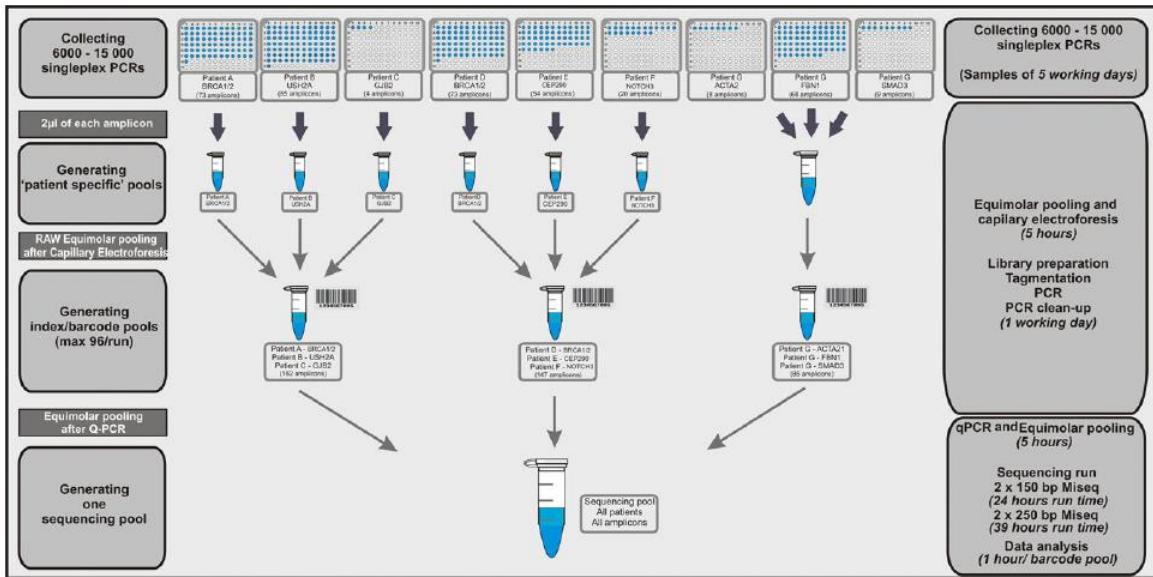 Collecting
6000 - 15 000
singleplex PCRs
Patient A
BRCA1/2
(73 amplicons)
Patient B
USH2A
(85 amplicons)
Patient C
GJB2
(4 amplicons)
Patient D
BRCA1/2
(73 amplicons)
Patient E
CEP290
(54 amplicons)
Patient F
NOTCH3
(20 amplicons)
Patient G
ACTA2
Patient G
FBN1
Patient G
SMAD3
(9 amplicons)
Collecting 6000 - 15 000
singleplex PCRs
(Samples of 5 working days)
2µl of each amplicon
Generating
'patient specific' pools
Patient A
BRCA1/2
Patient B
USH2A
Patient C
GJB2
Patient D
BRCA1/2
Patient E
CEP290
Patient F
NOTCH3
RAW Equimolar pooling
after Capillary Electroforesis
Generating
index/barcode pools
(max 96/run)
Patient A - BRCA1/2
Patient B - USH2A
Patient C - GJB2
(162 amplicons)
Patient D - BRCA1/2
Patient E - CEP290
Patient F - NOTCH3
(147 amplicons)
Patient G - ACTA21
Patient G - FBN1
Patient G - SMAD3
Equimolar pooling and
capillary electroforesis
(5 hours)
Library preparation
Tagmentation
PCR
PCR clean-up
(1 working day)
Equimolar pooling
after Q-PCR
Generating
one
sequencing pool
Sequencing pool
All patients
All amplicons
qPCR and Equimolar pooling
(5 hours)
Sequencing run
2 x 150 bp Miseq
(24 hours run time)
2 x 250 bp Miseq
(39 hours run time)
Data analysis
(1 hour/ barcode pool)